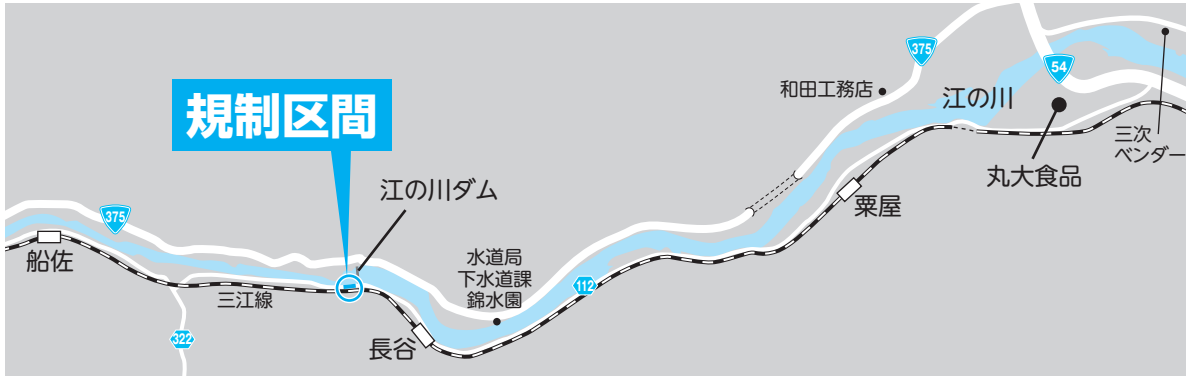 規制区間
江の川ダム
375
船佐
三江線
322
長谷
水道局
下水道課
錦水園
112
和田工務店
375
54
江の川
丸大食品
三次
ベンダー
粟屋